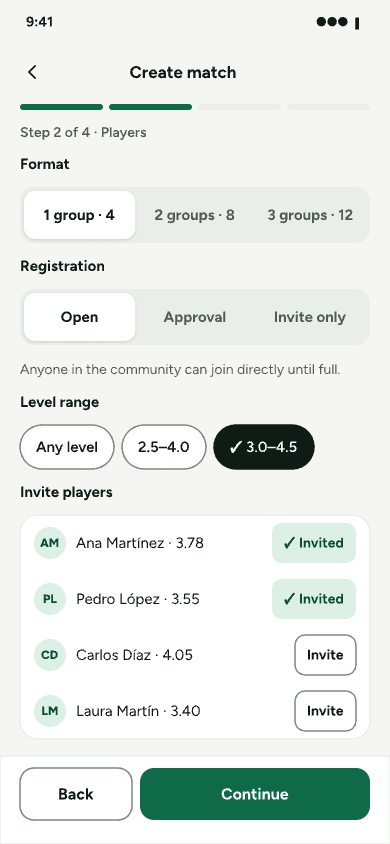 9:41
Create match
Step 2 of 4 · Players
Format
1 group · 4
2 groups · 8
3 groups · 12
Registration
Open
Approval
Invite only
Anyone in the community can join directly until full.
Level range
Any level
2.5–4.0
✓ 3.0–4.5
Invite players
AM
Ana Martínez · 3.78
✓ Invited
PL
Pedro López · 3.55
✓ Invited
CD
Carlos Díaz · 4.05
Invite
LM
Laura Martín · 3.40
Invite
Back
Continue